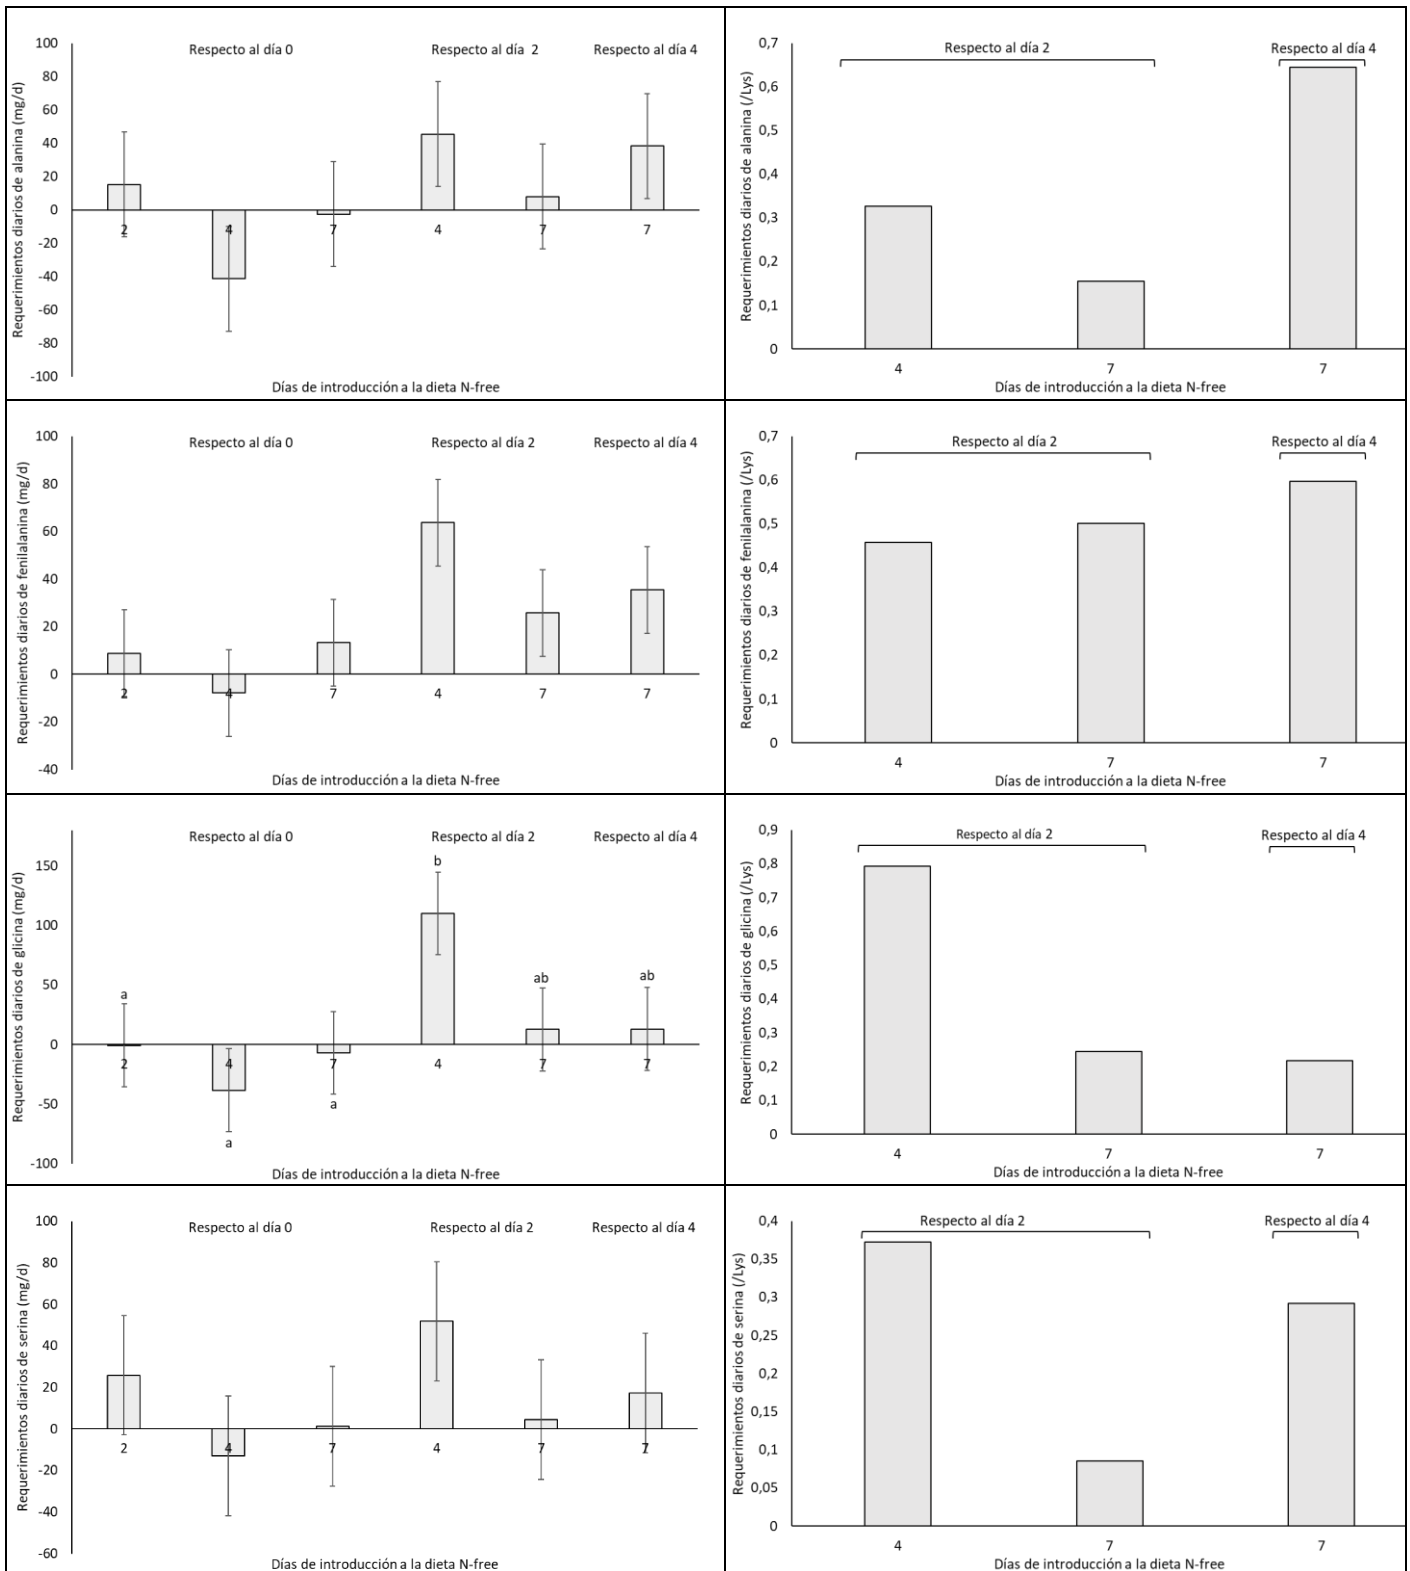 Requerimientos diarios de alanina (mg/d)
Respecto al día 0
Respecto al día 2
Respecto al día 4
100
80
60
40
20
0
-20
-40
-60
-80
-100
2
4
7
4
7
7
Días de introducción a la dieta N-free
Requerimientos diarios de alanina (/Lys)
Respecto al día 2
Respecto al día 4
0,7
0,6
0,5
0,4
0,3
0,2
0,1
0
4
7
7
Días de introducción a la dieta N-free
Requerimientos diarios de fenilalanina (mg/d)
Respecto al día 0
Respecto al día 2
Respecto al día 4
100
80
60
40
20
0
-20
-40
2
4
7
4
7
7
Días de introducción a la dieta N-free
Requerimientos diarios de fenilalanina (/Lys)
Respecto al día 2
Respecto al día 4
0,7
0,6
0,5
0,4
0,3
0,2
0,1
0
4
7
7
Días de introducción a la dieta N-free
Requerimientos diarios de glicina (mg/d)
Respecto al día 0
Respecto al día 2
Respecto al día 4
150
100
50
0
-50
-100
a
a
a
b
ab
ab
2
4
7
4
7
7
Días de introducción a la dieta N-free
Requerimientos diarios de glicina (/Lys)
Respecto al día 2
Respecto al día 4
0,9
0,8
0,7
0,6
0,5
0,4
0,3
0,2
0,1
0
4
7
7
Días de introducción a la dieta N-free
Requerimientos diarios de serina (mg/d)
Respecto al día 0
Respecto al día 2
Respecto al día 4
100
80
60
40
20
0
-20
-40
-60
2
4
7
4
7
7
Días de introducción a la dieta N-free
Requerimientos diarios de serina (/Lys)
Respecto al día 2
Respecto al día 4
0,4
0,35
0,3
0,25
0,2
0,15
0,1
0,05
0
4
7
7
Días de introducción a la dieta N-free